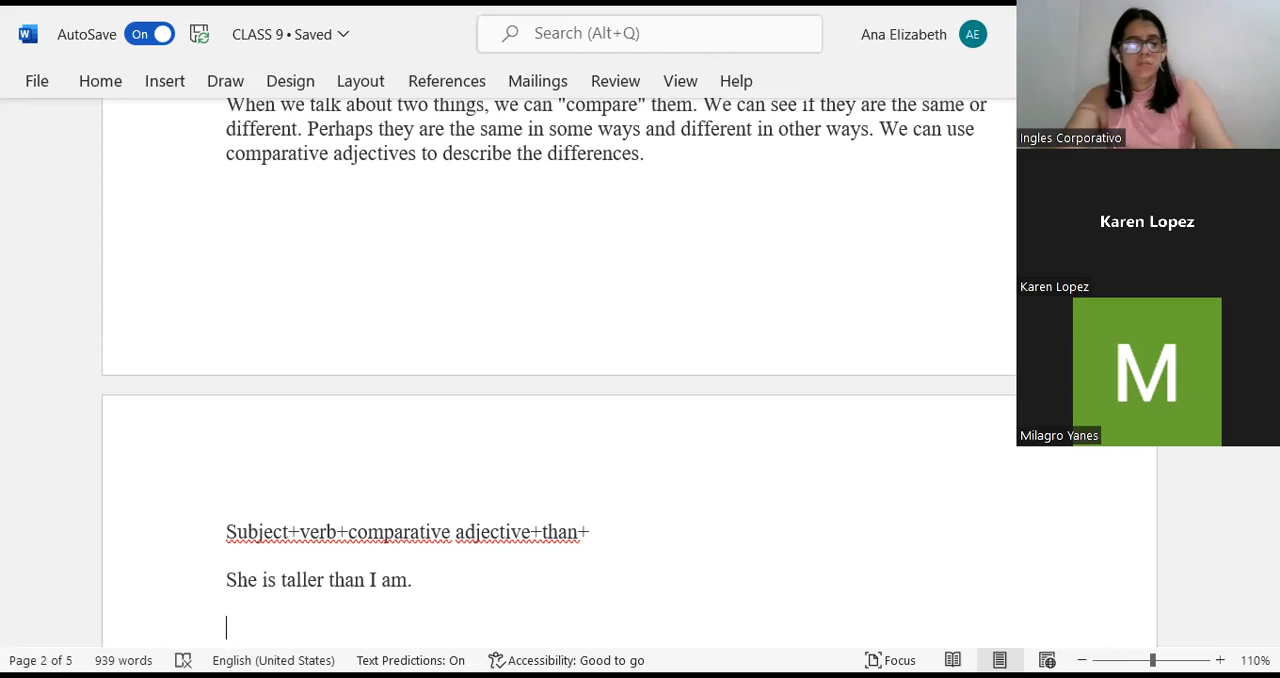 AutoSave On CLASS 9 • Saved Search (Alt+Q) Ana Elizabeth AE
File Home Insert Draw Design Layout References Mailings Review View Help
When we talk about two things, we can "compare" them. We can see if they are the same or
different. Perhaps they are the same in some ways and different in other ways. We can use
comparative adjectives to describe the differences.
Ingles Corporativo
Karen Lopez
Karen Lopez
M
Milagro Yanes
Subject+verb+comparative adjective+than+
She is taller than I am.
Page 2 of 5 939 words English (United States) Text Predictions: On Accessibility: Good to go Focus 110%